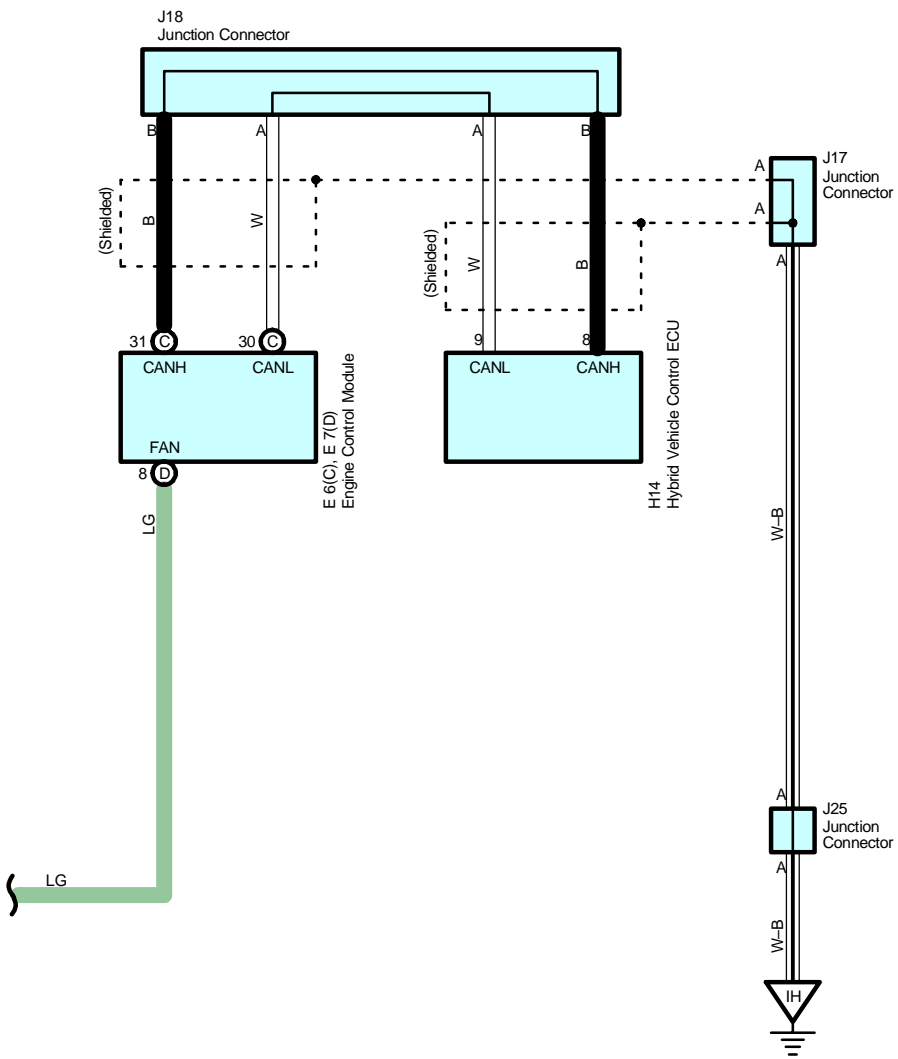 J18
Junction Connector
B
A
A
B
A
J17
Junction
Connector
A
A
(Shielded)
B
W
(Shielded)
W
B
31 C
30 C
9
8
CANH
CANL
CANL
CANH
FAN
8 D
E 6(C), E 7(D)
Engine Control Module
H14
Hybrid Vehicle Control ECU
LG
W–B
LG
A
J25
Junction
Connector
A
W–B
IH